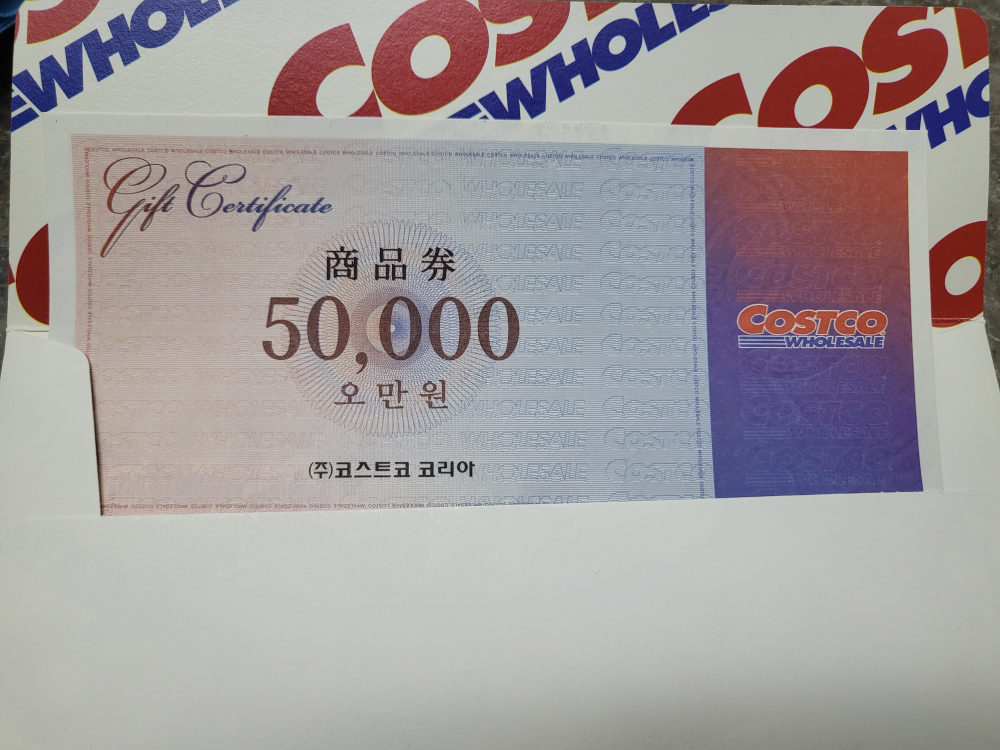 COSTCO
WHOLESALE
Gift Certificate
商品券
50,000
오만원
(주)코스트코 코리아
COSTCO
WHOLESALE